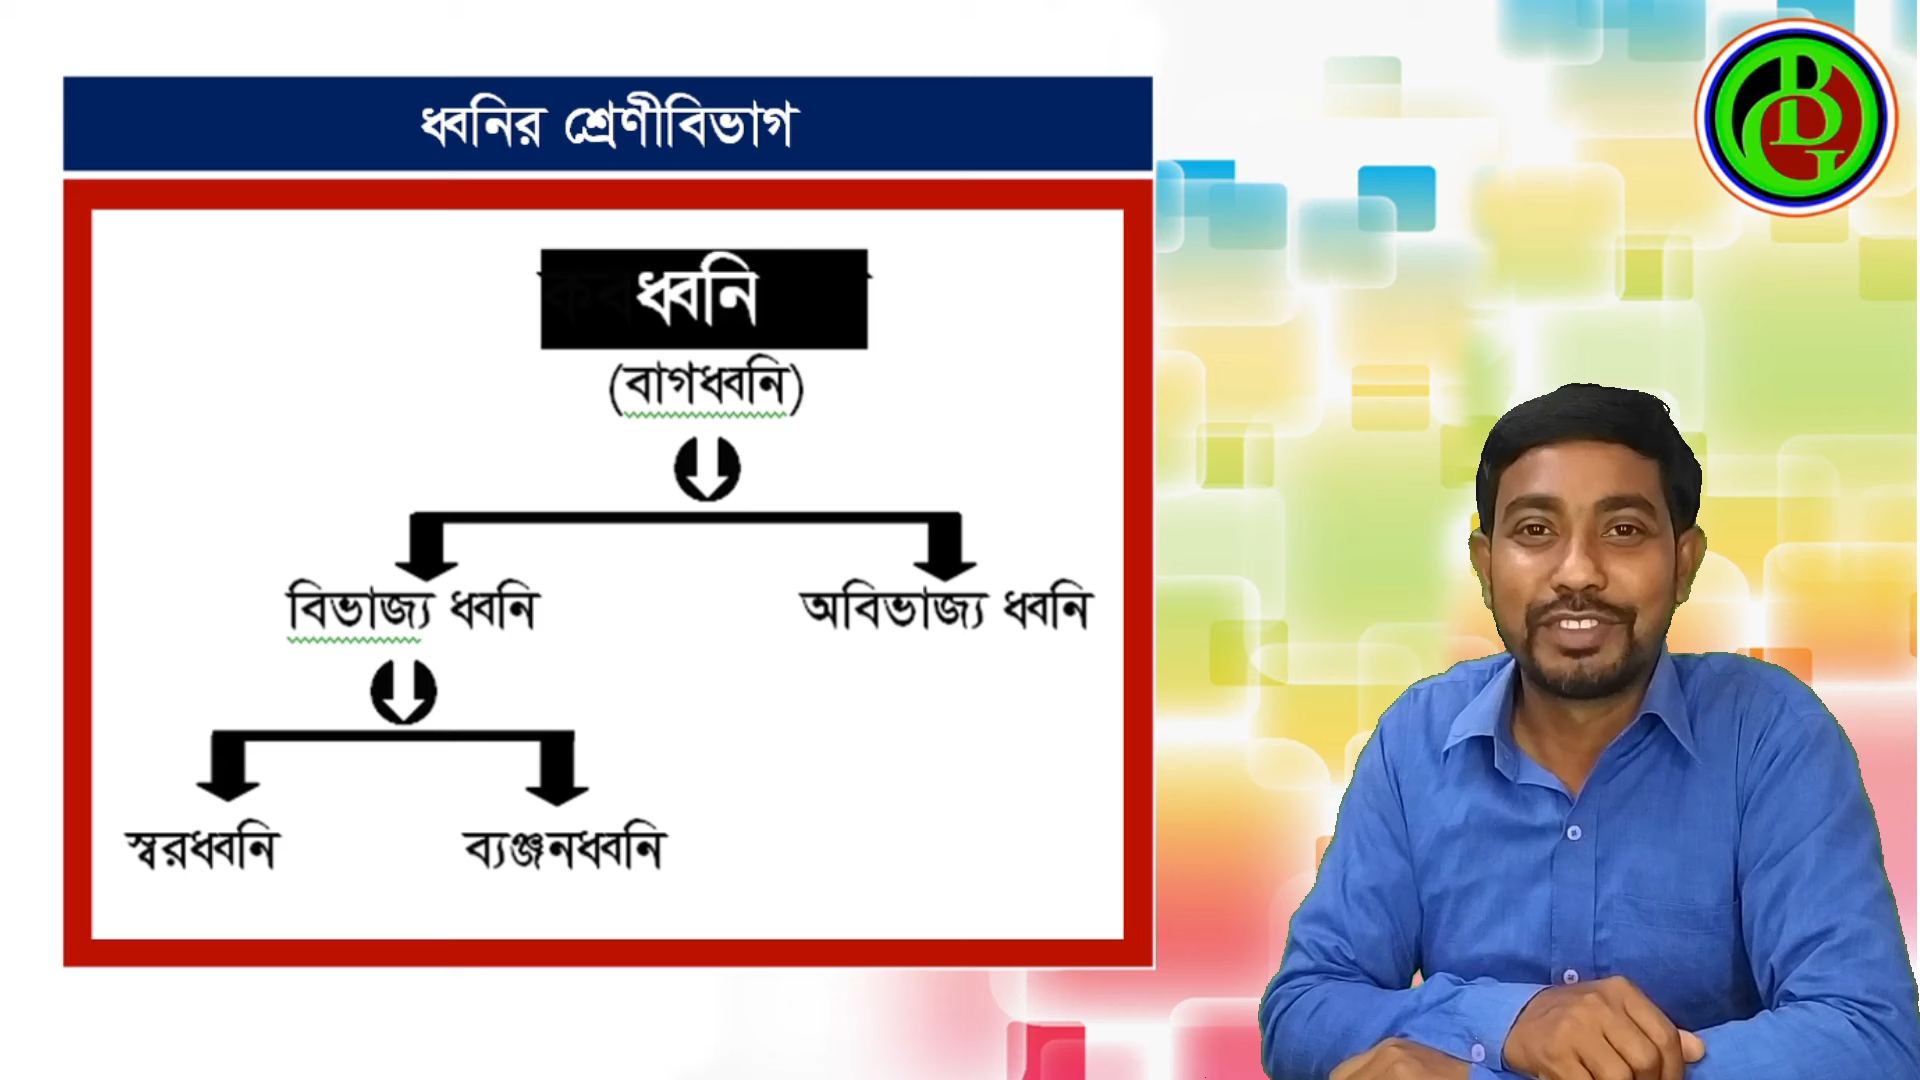 ধ্বনির শ্রেণীবিভাগ
ধ্বনি
(বাগধ্বনি)
বিভাজ্য ধ্বনি
অবিভাজ্য ধ্বনি
স্বরধ্বনি
ব্যঞ্জনধ্বনি